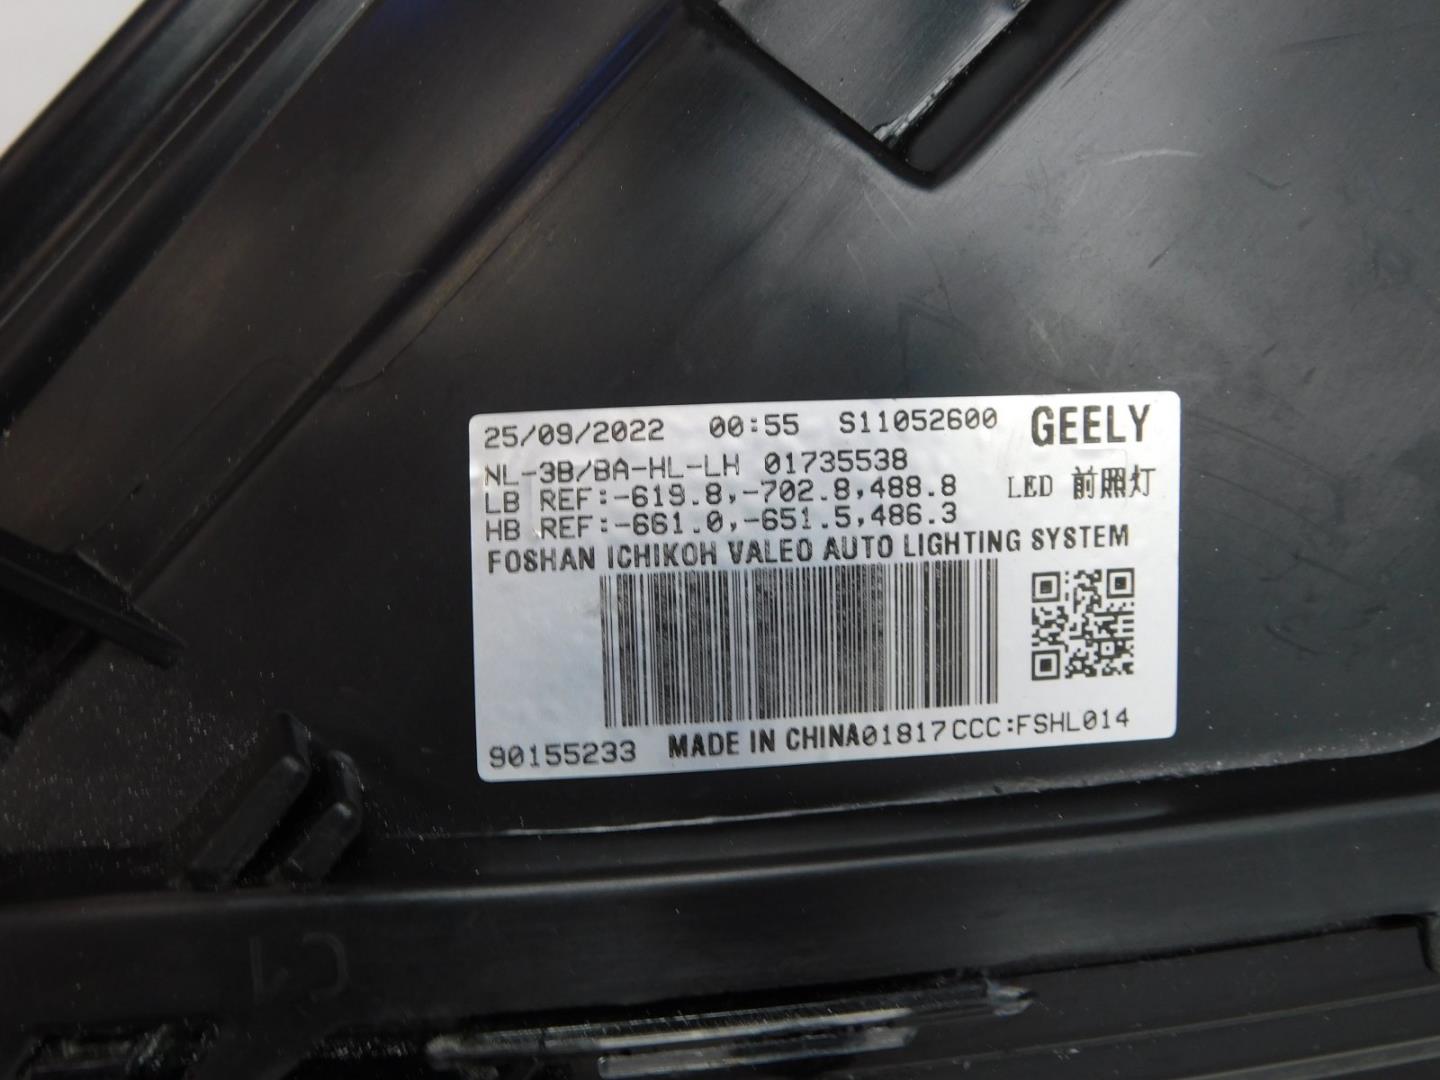 25/09/2022 00:55 S11052600 GEELY
NL-3B/BA-HL-LH 01735538
LB REF:-619.8,-702.8,488.8 LED 前照灯
HB REF:-661.0,-651.5,486.3
FOSHAN ICHIKOH VALEO AUTO LIGHTING SYSTEM
90155233 MADE IN CHINA01817CCC:FSHL014